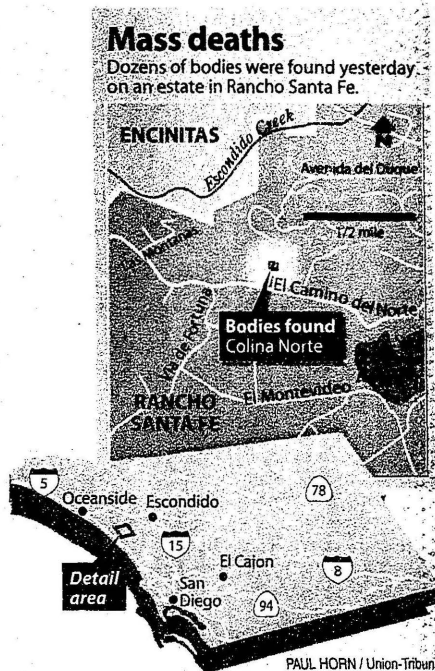 Mass deaths
Dozens of bodies were found yesterday
on an estate in Rancho Santa Fe.
ENCINITAS
Escondido Creek
N
Avenida del Duque
1/2 mile
Las Montanas
El Camino del Norte
Bodies found
Colina Norte
Via de Fortuna
El Montevideo
RANCHO
SANTA FE
5
78
Oceanside
Escondido
15
El Cajon
8
Detail
area
San
Diego
94
PAUL HORN / Union-Tribun